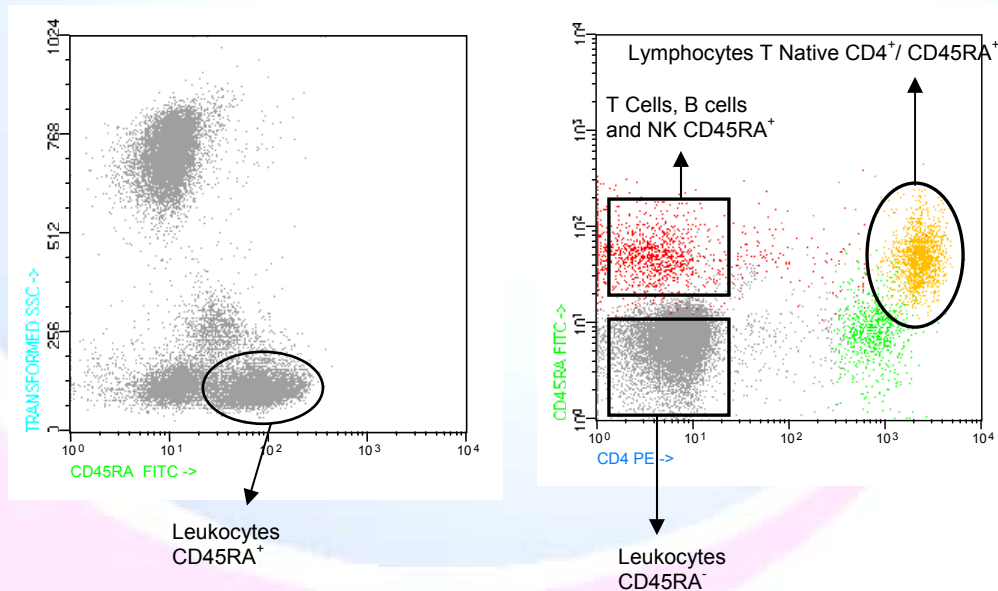 1024
768
512
256
0
TRANSFORMED SSC ->
10⁰
10¹
10²
10³
10⁴
CD45RA FITC ->
Leukocytes
CD45RA⁺
10⁴
10³
10²
10¹
10⁰
CD45RA FITC ->
10⁰
10¹
10²
10³
10⁴
CD4 PE ->
Lymphocytes T Native CD4⁺/ CD45RA⁺
T Cells, B cells
and NK CD45RA⁺
Leukocytes
CD45RA⁻